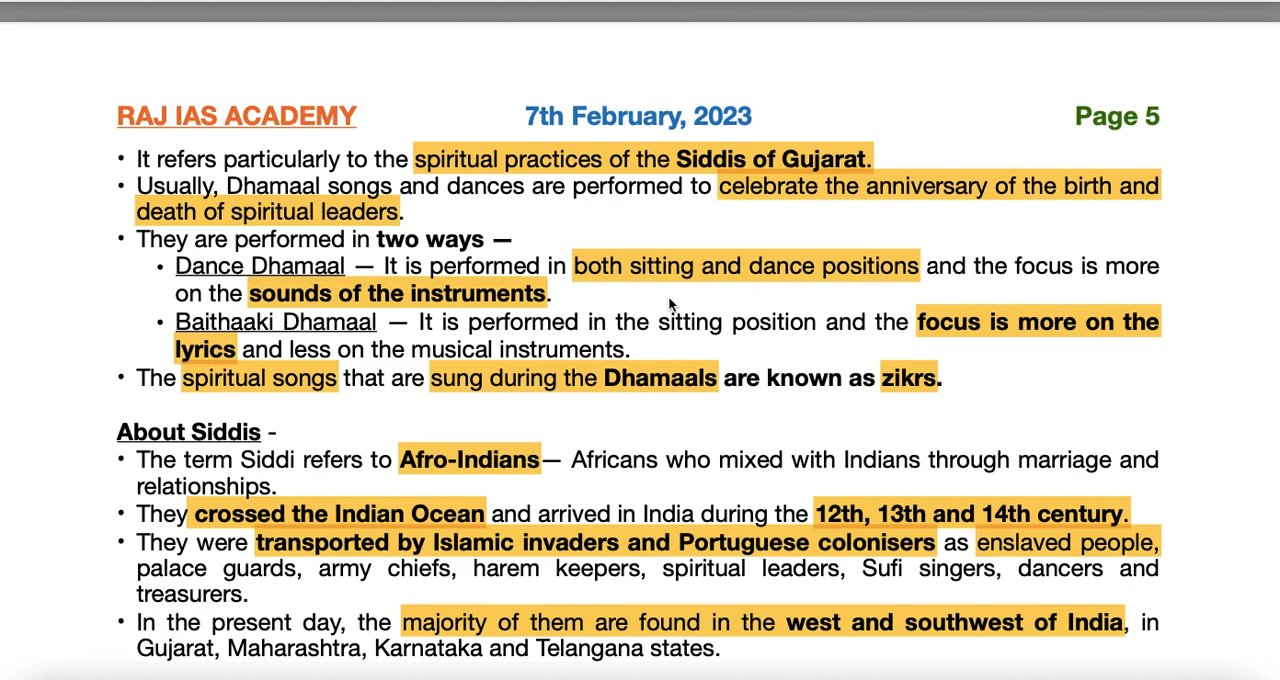 RAJ IAS ACADEMY 7th February, 2023 Page 5
• It refers particularly to the spiritual practices of the Siddis of Gujarat.
• Usually, Dhamaal songs and dances are performed to celebrate the anniversary of the birth and
death of spiritual leaders.
• They are performed in two ways —
• Dance Dhamaal — It is performed in both sitting and dance positions and the focus is more
on the sounds of the instruments.
• Baithaaki Dhamaal — It is performed in the sitting position and the focus is more on the
lyrics and less on the musical instruments.
• The spiritual songs that are sung during the Dhamaals are known as zikrs.
About Siddis -
• The term Siddi refers to Afro-Indians— Africans who mixed with Indians through marriage and
relationships.
• They crossed the Indian Ocean and arrived in India during the 12th, 13th and 14th century.
• They were transported by Islamic invaders and Portuguese colonisers as enslaved people,
palace guards, army chiefs, harem keepers, spiritual leaders, Sufi singers, dancers and
treasurers.
• In the present day, the majority of them are found in the west and southwest of India, in
Gujarat, Maharashtra, Karnataka and Telangana states.